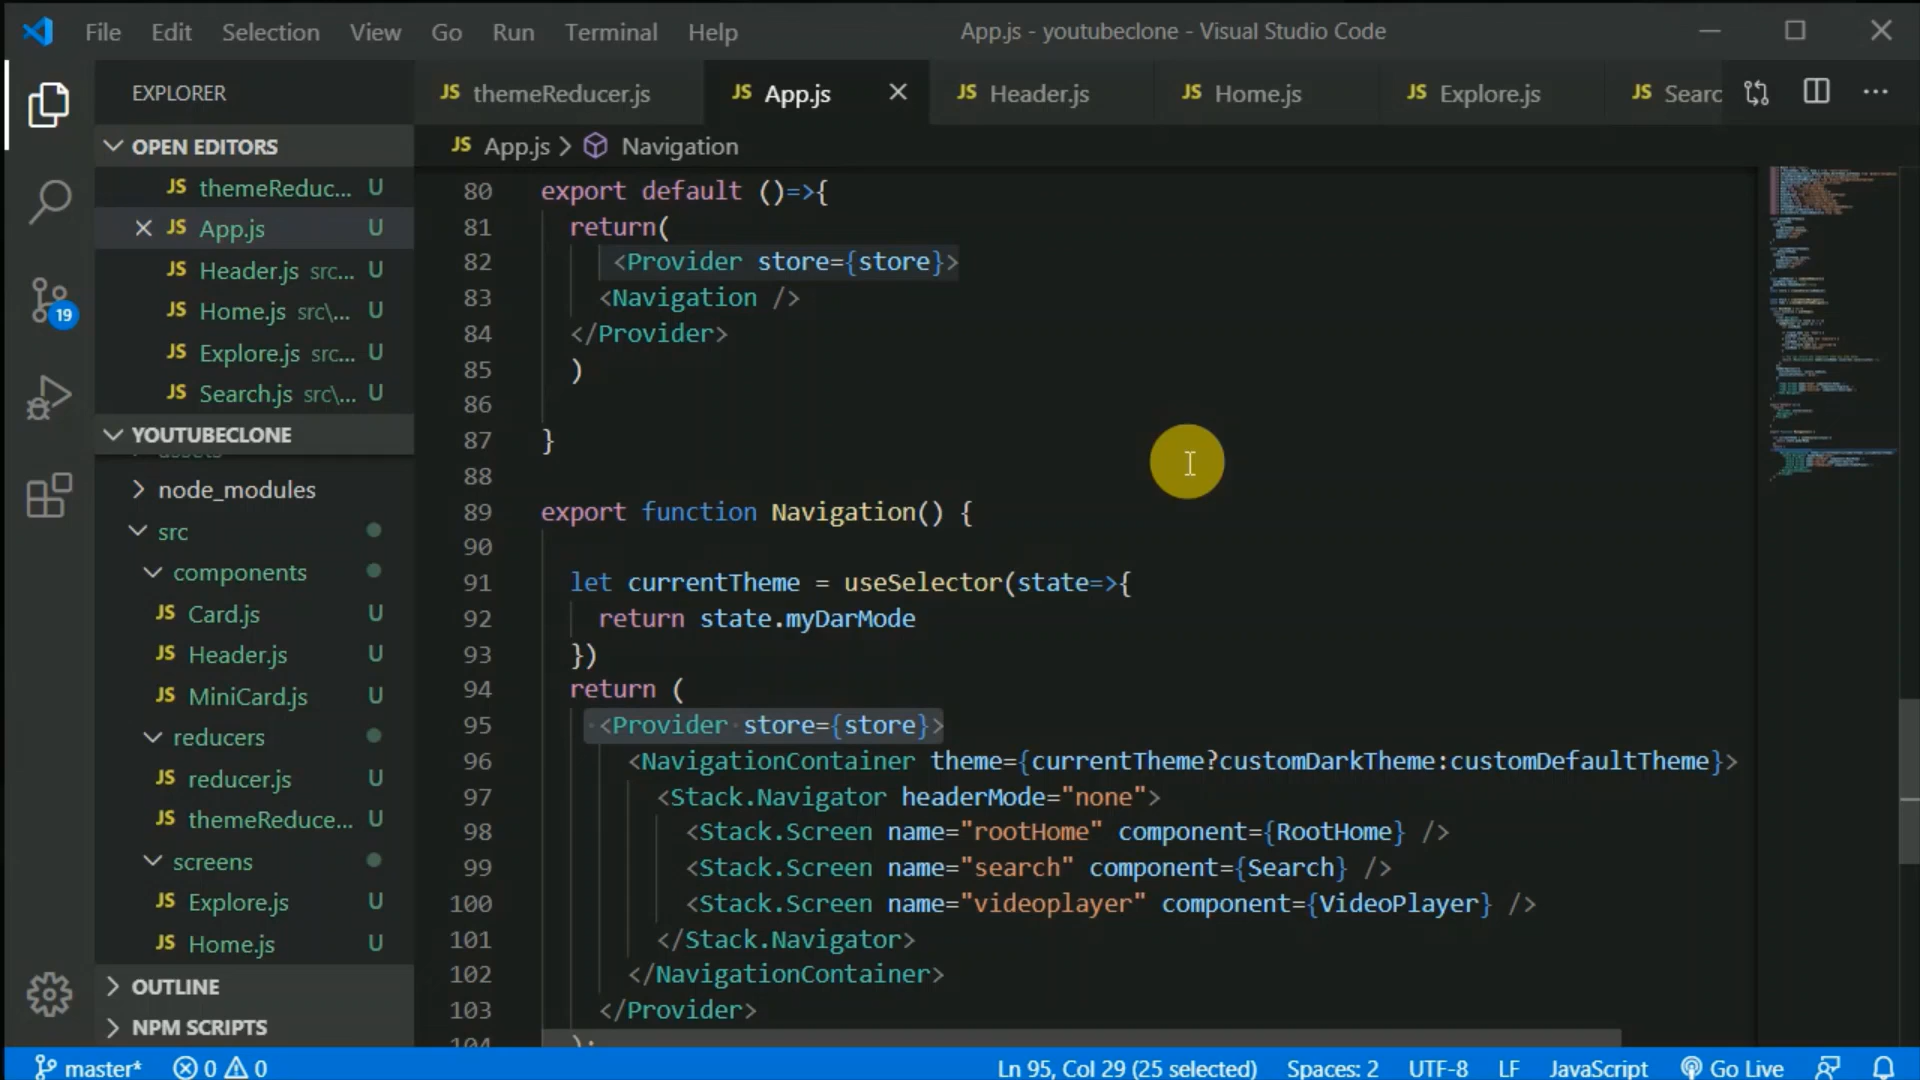 File Edit Selection View Go Run Terminal Help App.js - youtubeclone - Visual Studio Code
EXPLORER
JS themeReducer.js JS App.js JS Header.js JS Home.js JS Explore.js JS Searc
OPEN EDITORS
JS themeReduc... U
JS App.js U
JS Header.js src... U
JS Home.js src\... U
JS Explore.js src... U
JS Search.js src\... U
YOUTUBECLONE
assets
node_modules
src
components
JS Card.js U
JS Header.js U
JS MiniCard.js U
reducers
JS reducer.js U
JS themeReduce... U
screens
JS Explore.js U
JS Home.js U
OUTLINE
NPM SCRIPTS
19
JS App.js > Navigation
80 export default ()=>{
81 return(
82 <Provider store={store}>
83 <Navigation />
84 </Provider>
85 )
86
87 }
88
89 export function Navigation() {
90
91 let currentTheme = useSelector(state=>{
92 return state.myDarMode
93 })
94 return (
95 <Provider store={store}>
96 <NavigationContainer theme={currentTheme?customDarkTheme:customDefaultTheme}>
97 <Stack.Navigator headerMode="none">
98 <Stack.Screen name="rootHome" component={RootHome} />
99 <Stack.Screen name="search" component={Search} />
100 <Stack.Screen name="videoplayer" component={VideoPlayer} />
101 </Stack.Navigator>
102 </NavigationContainer>
103 </Provider>
104 );
master* 0 0 Ln 95, Col 29 (25 selected) Spaces: 2 UTF-8 LF JavaScript Go Live